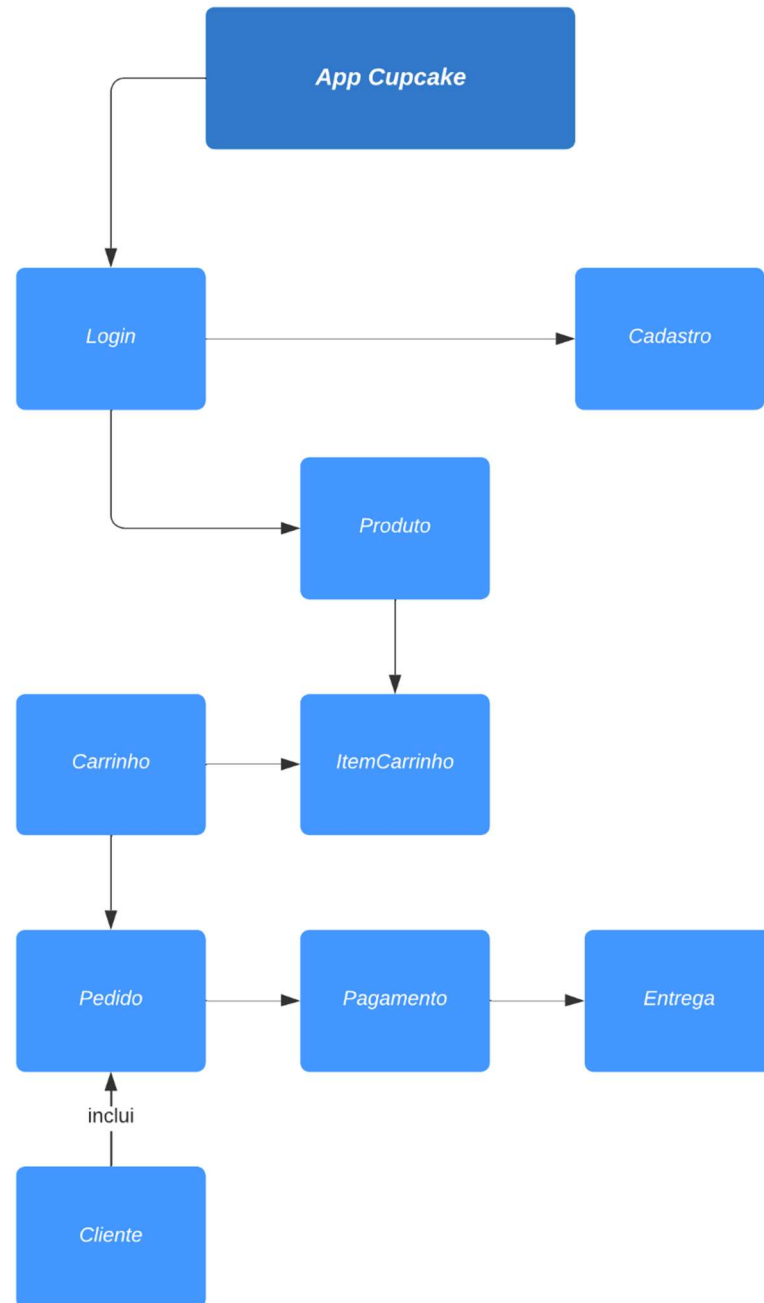 App Cupcake
Login
Cadastro
Produto
Carrinho
ItemCarrinho
Pedido
Pagamento
Entrega
inclui
Cliente